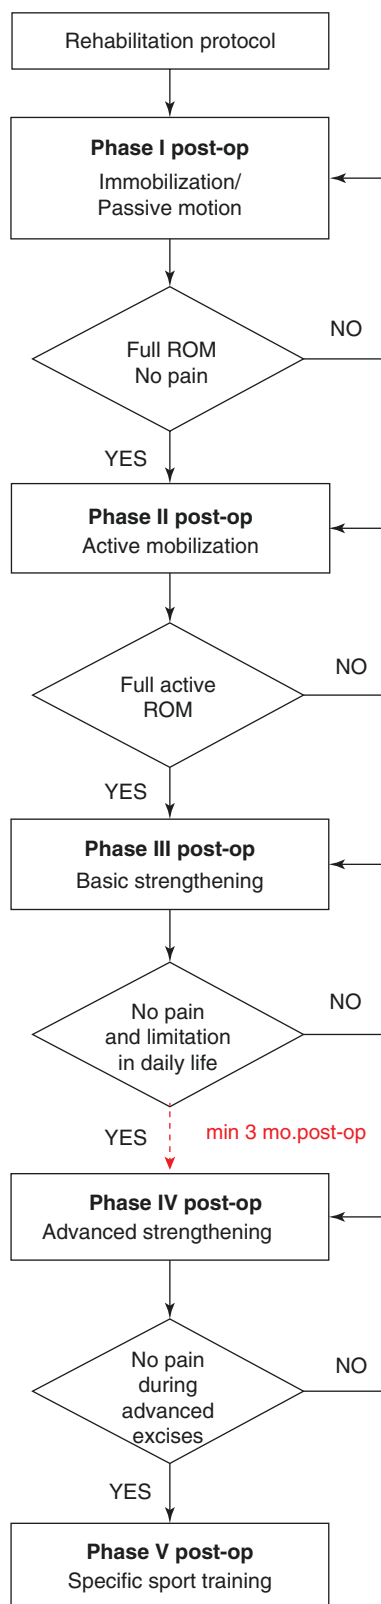 Rehabilitation protocol
Phase I post-op
Immobilization/
Passive motion
Full ROM
No pain
NO
YES
Phase II post-op
Active mobilization
Full active
ROM
NO
YES
Phase III post-op
Basic strengthening
No pain
and limitation
in daily life
NO
YES
min 3 mo.post-op
Phase IV post-op
Advanced strengthening
No pain
during
advanced
excises
NO
YES
Phase V post-op
Specific sport training